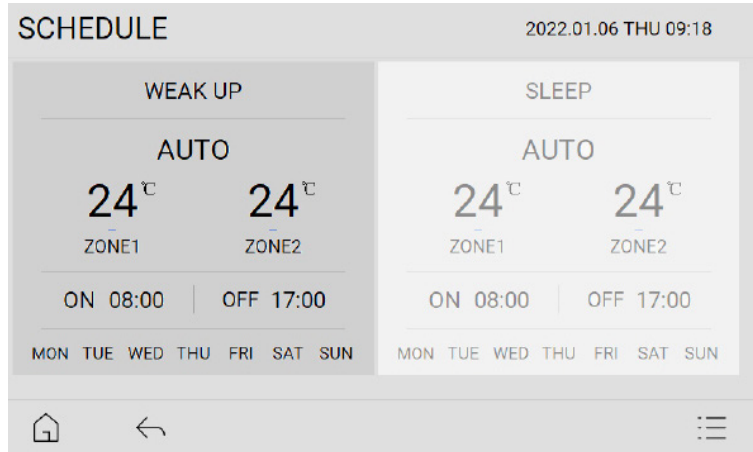 SCHEDULE
2022.01.06 THU 09:18
WEAK UP
AUTO
24℃ 24℃
ZONE1 ZONE2
ON 08:00 OFF 17:00
MON TUE WED THU FRI SAT SUN
SLEEP
AUTO
24℃ 24℃
ZONE1 ZONE2
ON 08:00 OFF 17:00
MON TUE WED THU FRI SAT SUN